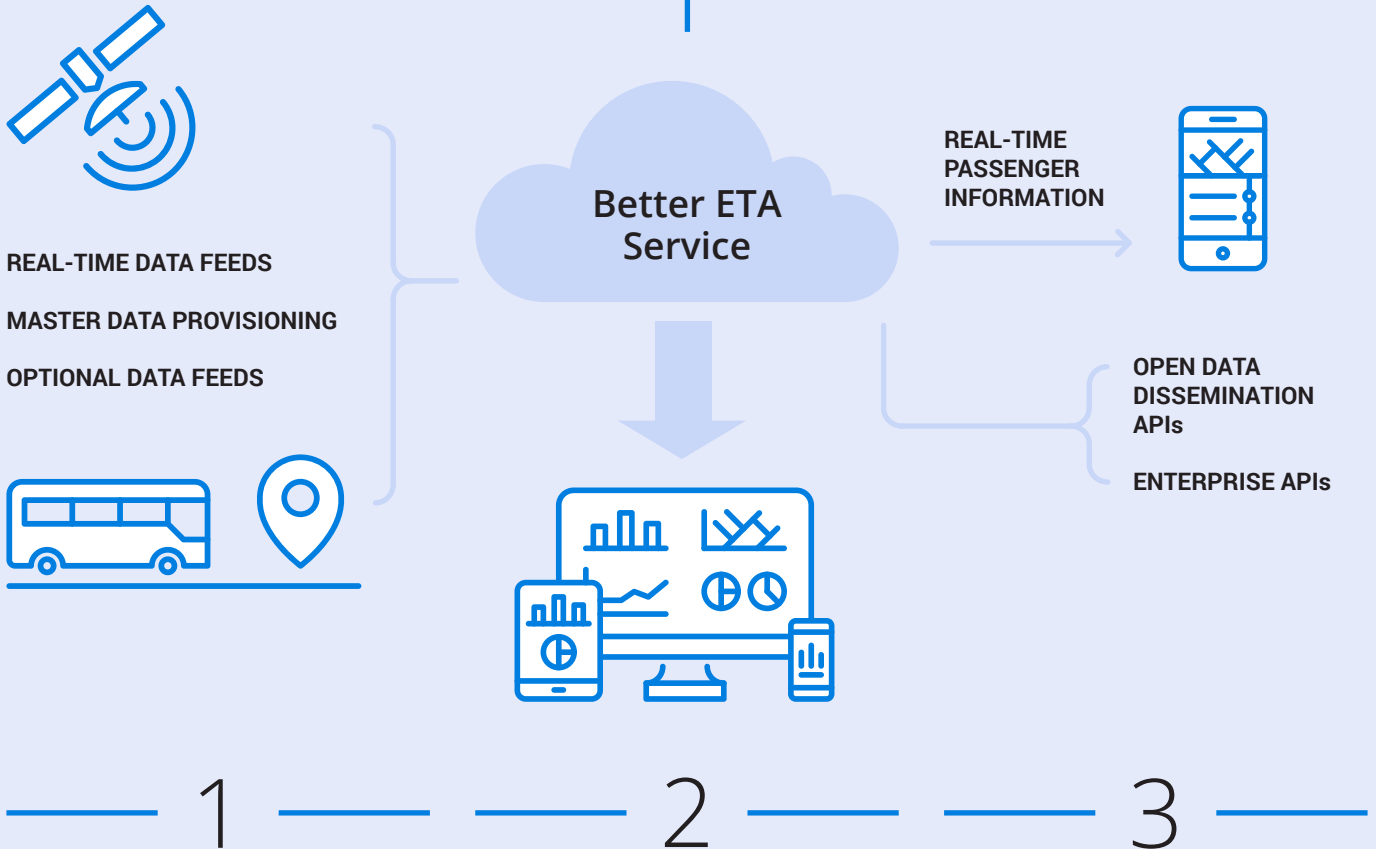 REAL-TIME DATA FEEDS
MASTER DATA PROVISIONING
OPTIONAL DATA FEEDS
Better ETA
Service
REAL-TIME
PASSENGER
INFORMATION
OPEN DATA
DISSEMINATION
APIs
ENTERPRISE APIs
1
2
3